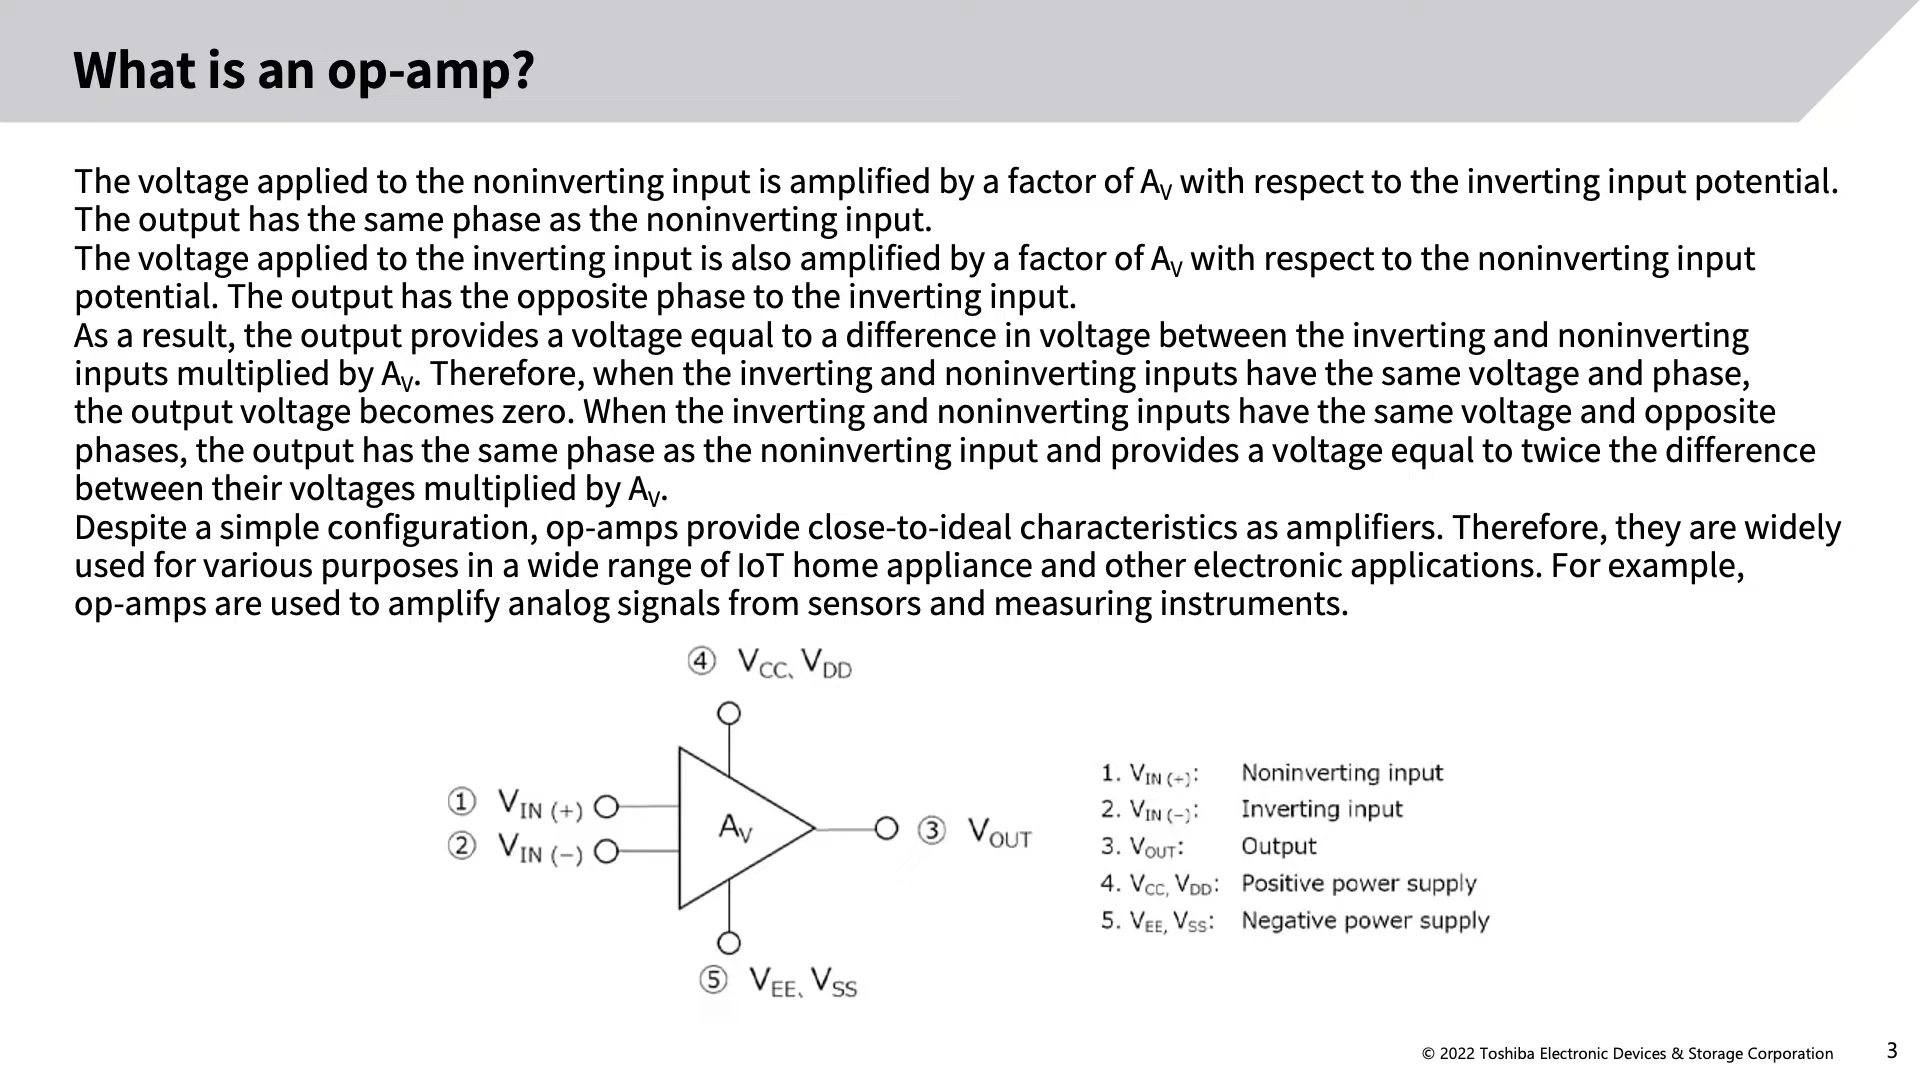 What is an op-amp?
The voltage applied to the noninverting input is amplified by a factor of AV with respect to the inverting input potential.
The output has the same phase as the noninverting input.
The voltage applied to the inverting input is also amplified by a factor of AV with respect to the noninverting input
potential. The output has the opposite phase to the inverting input.
As a result, the output provides a voltage equal to a difference in voltage between the inverting and noninverting
inputs multiplied by AV. Therefore, when the inverting and noninverting inputs have the same voltage and phase,
the output voltage becomes zero. When the inverting and noninverting inputs have the same voltage and opposite
phases, the output has the same phase as the noninverting input and provides a voltage equal to twice the difference
between their voltages multiplied by AV.
Despite a simple configuration, op-amps provide close-to-ideal characteristics as amplifiers. Therefore, they are widely
used for various purposes in a wide range of IoT home appliance and other electronic applications. For example,
op-amps are used to amplify analog signals from sensors and measuring instruments.
④ VCC、VDD
① VIN (+)
② VIN (−)
AV
③ VOUT
⑤ VEE、VSS
1. VIN (+): Noninverting input
2. VIN (−): Inverting input
3. VOUT: Output
4. VCC, VDD: Positive power supply
5. VEE, VSS: Negative power supply
© 2022 Toshiba Electronic Devices & Storage Corporation 3